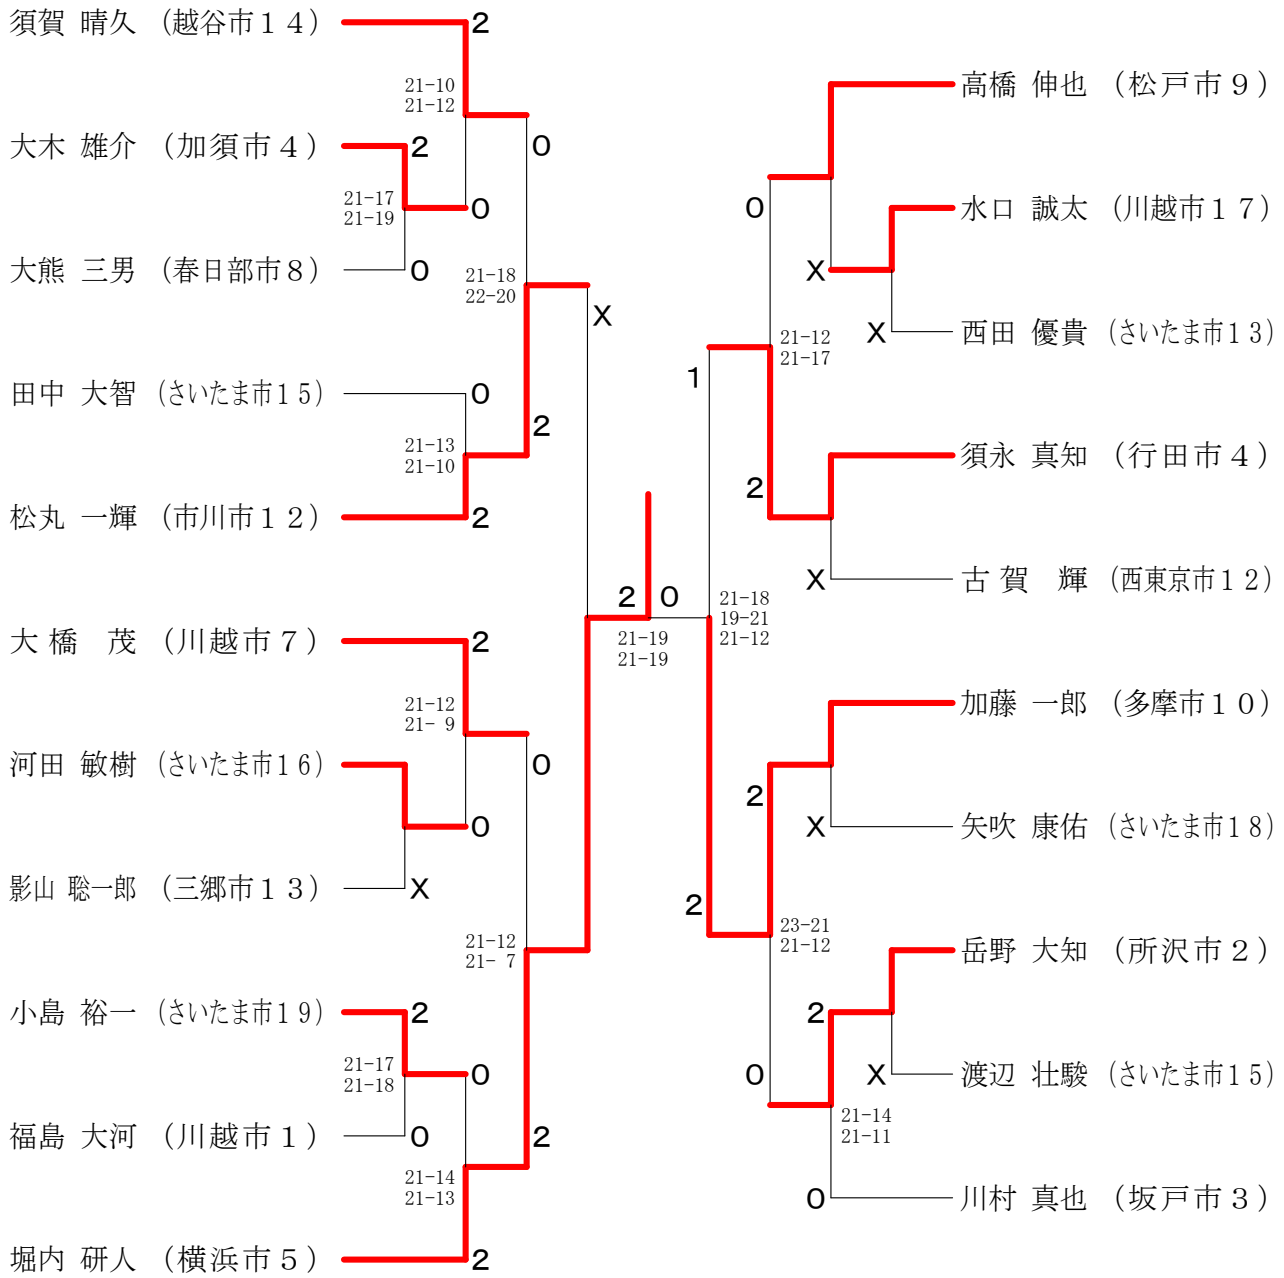 須賀 晴久 （越谷市１４）
2
21-10
21-12
大木 雄介 （加須市４）
2
0
21-17
21-19
0
大熊 三男 （春日部市８）
0
21-18
22-20
X
田中 大智 （さいたま市１５）
0
2
21-13
21-10
松丸 一輝 （市川市１２）
2
大橋　茂 （川越市７）
2
21-12
21- 9
0
河田 敏樹 （さいたま市１６）
0
影山 聡一郎 （三郷市１３）
X
21-12
21- 7
小島 裕一 （さいたま市１９）
2
21-17
21-18
0
福島 大河 （川越市１）
0
2
21-14
21-13
堀内 研人 （横浜市５）
2
2 0
21-19
21-19
高橋 伸也 （松戸市９）
0
水口 誠太 （川越市１７）
X
西田 優貴 （さいたま市１３）
X
21-12
21-17
1
須永 真知 （行田市４）
2
古賀　輝 （西東京市１２）
X
21-18
19-21
21-12
加藤 一郎 （多摩市１０）
2
矢吹 康佑 （さいたま市１８）
X
2
23-21
21-12
岳野 大知 （所沢市２）
2
渡辺 壮駿 （さいたま市１５）
X
0
21-14
21-11
川村 真也 （坂戸市３）
0